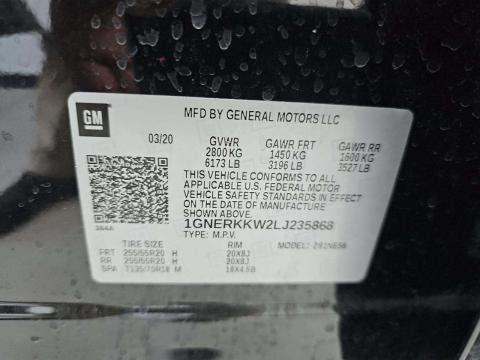 GM
MFD BY GENERAL MOTORS LLC
03/20 GVWR GAWR FRT GAWR RR
2800 KG 1450 KG 1600 KG
6173 LB 3196 LB 3527 LB
THIS VEHICLE CONFORMS TO ALL
APPLICABLE U.S. FEDERAL MOTOR
VEHICLE SAFETY STANDARDS IN
EFFECT ON THE DATE OF MANUFACTURE
SHOWN ABOVE.
1GNERKKW2LJ235868
TYPE: M.P.V.
TIRE SIZE RIM MODEL:
FRT 255/55R20 H 20X8J
RR 255/55R20 H 20X8J
SPA T135/70R18 M 18X4.5B